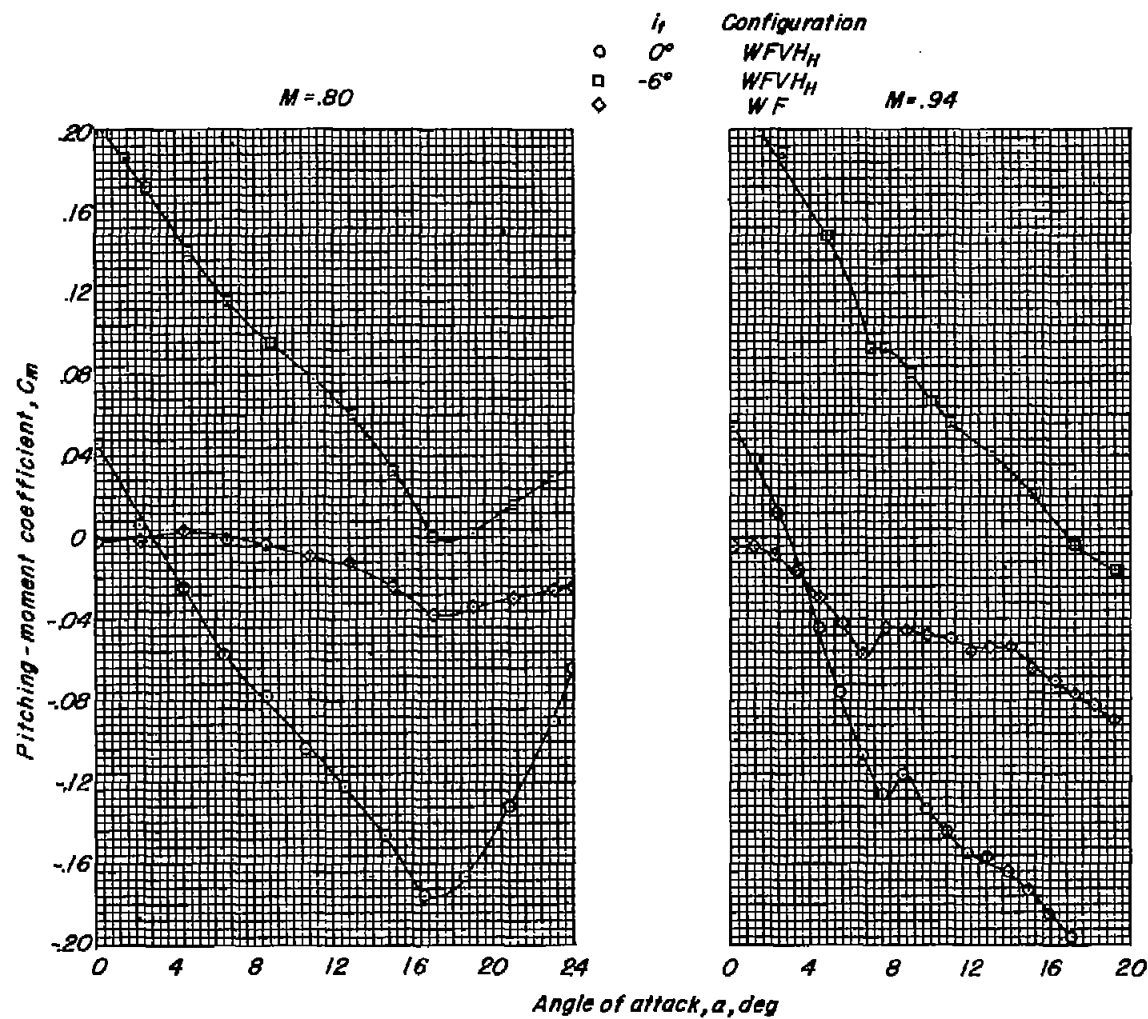 i_t Configuration
0° WFVH_H
-6° WFVH_H
WF
M=.80
M=.94
.20
.16
.12
.08
.04
0
-.04
-.08
-.12
-.16
-.20
Pitching-moment coefficient, C_m
0 4 8 12 16 20 24
0 4 8 12 16 20
Angle of attack, α, deg